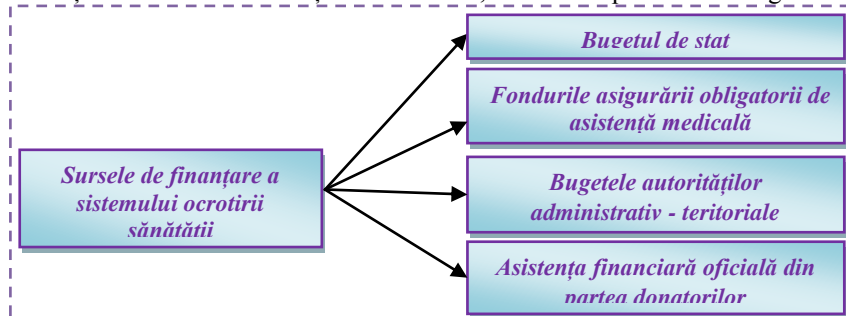 Bugetul de stat
Fondurile asigurării obligatorii de
asistență medicală
Sursele de finanțare a
sistemului ocrotirii
sănătății
Bugetele autorităților
administrativ - teritoriale
Asistența financiară oficială din
partea donatorilor